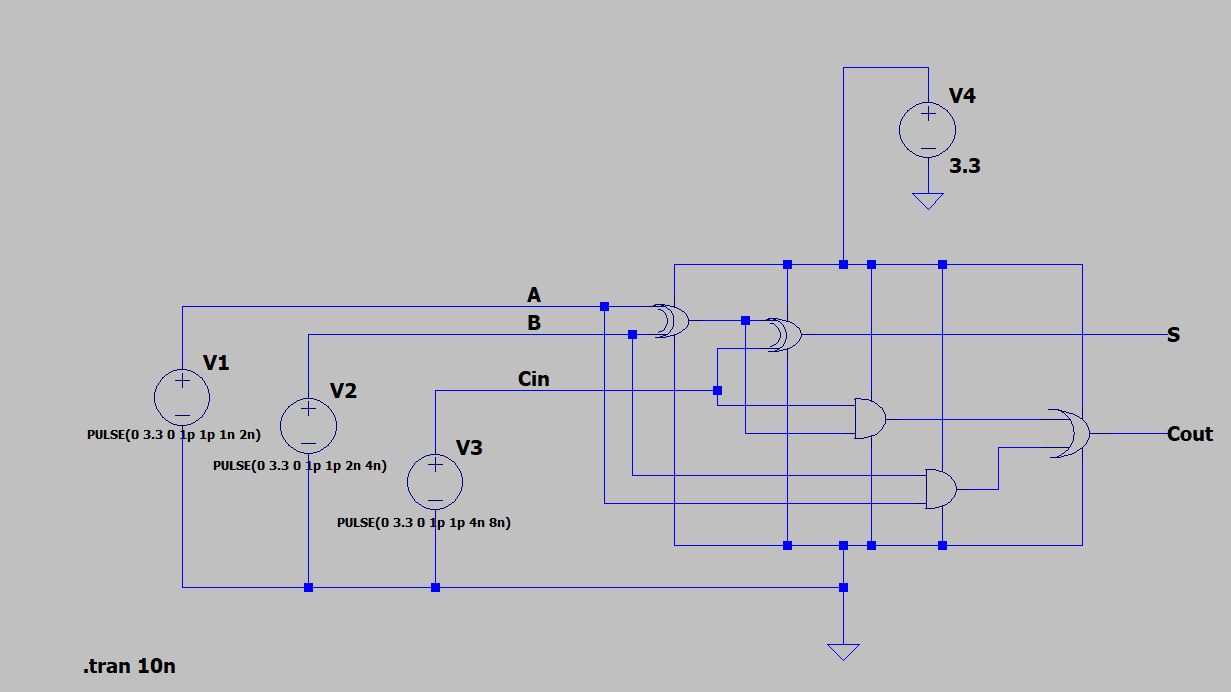 V4
3.3
A
B
S
V1
Cin
V2
PULSE(0 3.3 0 1p 1p 1n 2n)
Cout
V3
PULSE(0 3.3 0 1p 1p 2n 4n)
PULSE(0 3.3 0 1p 1p 4n 8n)
.tran 10n